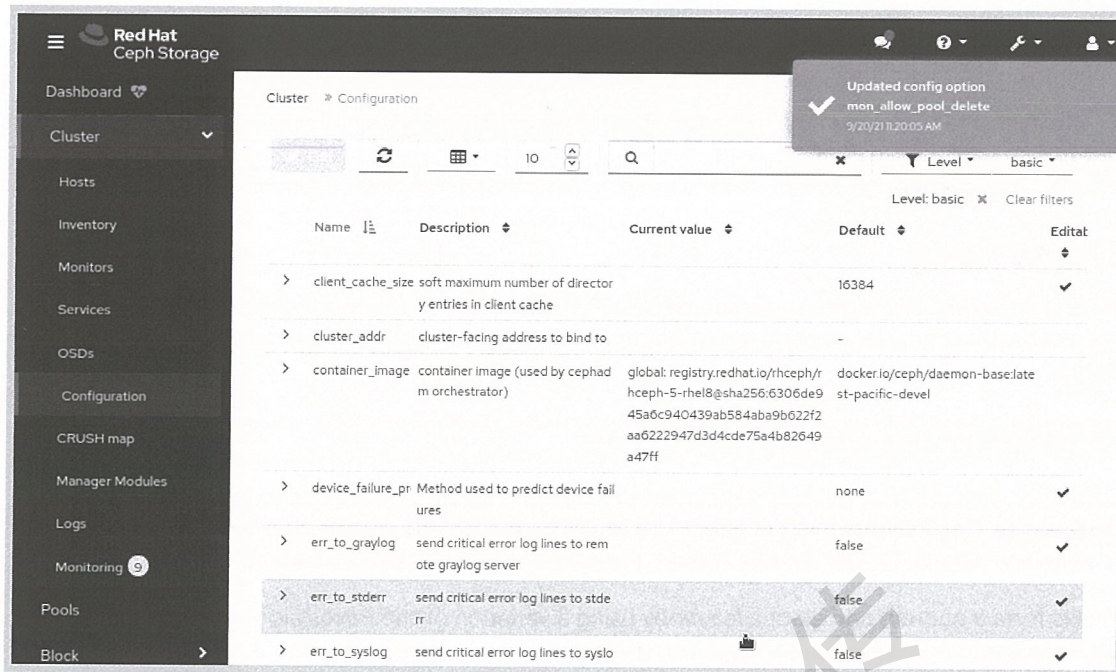 Red Hat
Ceph Storage
Dashboard
Cluster
Hosts
Inventory
Monitors
Services
OSDs
Configuration
CRUSH map
Manager Modules
Logs
Monitoring 9
Pools
Block
Updated config option
mon_allow_pool_delete
9/20/21 11:20:05 AM
Cluster » Configuration
10
Level
basic
Level: basic ✖ Clear filters
Name Description Current value Default Editab
client_cache_size soft maximum number of director 16384
y entries in client cache
cluster_addr cluster-facing address to bind to -
container_image container image (used by cephad global: registry.redhat.io/rhceph/r docker.io/ceph/daemon-base:late
m orchestrator) hceph-5-rhel8@sha256:6306de9 st-pacific-devel
45a6c940439ab584aba9b622f2
aa6222947d3d4cde75a4b82649
a47ff
device_failure_pr Method used to predict device fail none
ures
err_to_graylog send critical error log lines to rem false
ote graylog server
err_to_stderr send critical error log lines to stde false
rr
err_to_syslog send critical error log lines to syslo false